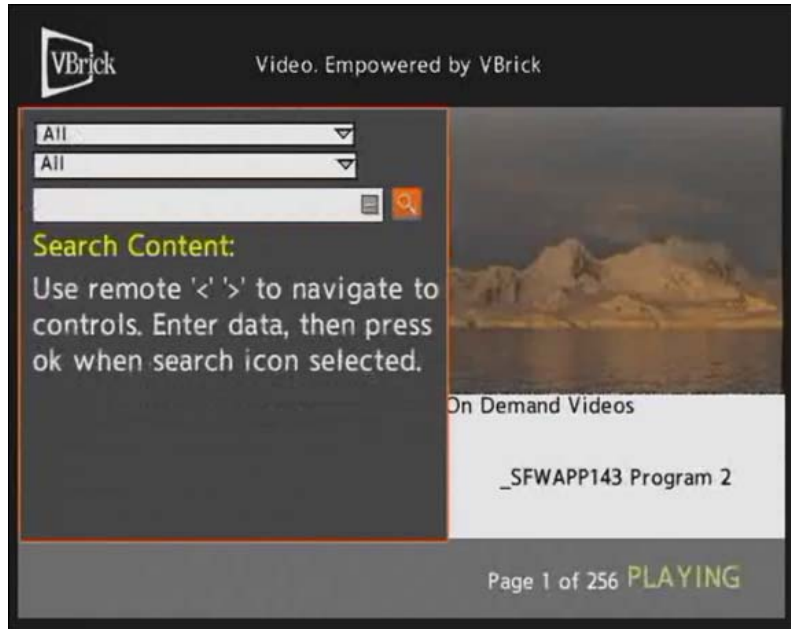 VBrick
Video. Empowered by VBrick
All
All
Search Content:
Use remote '<' '>' to navigate to
controls. Enter data, then press
ok when search icon selected.
On Demand Videos
_SFWAPP143 Program 2
Page 1 of 256 PLAYING